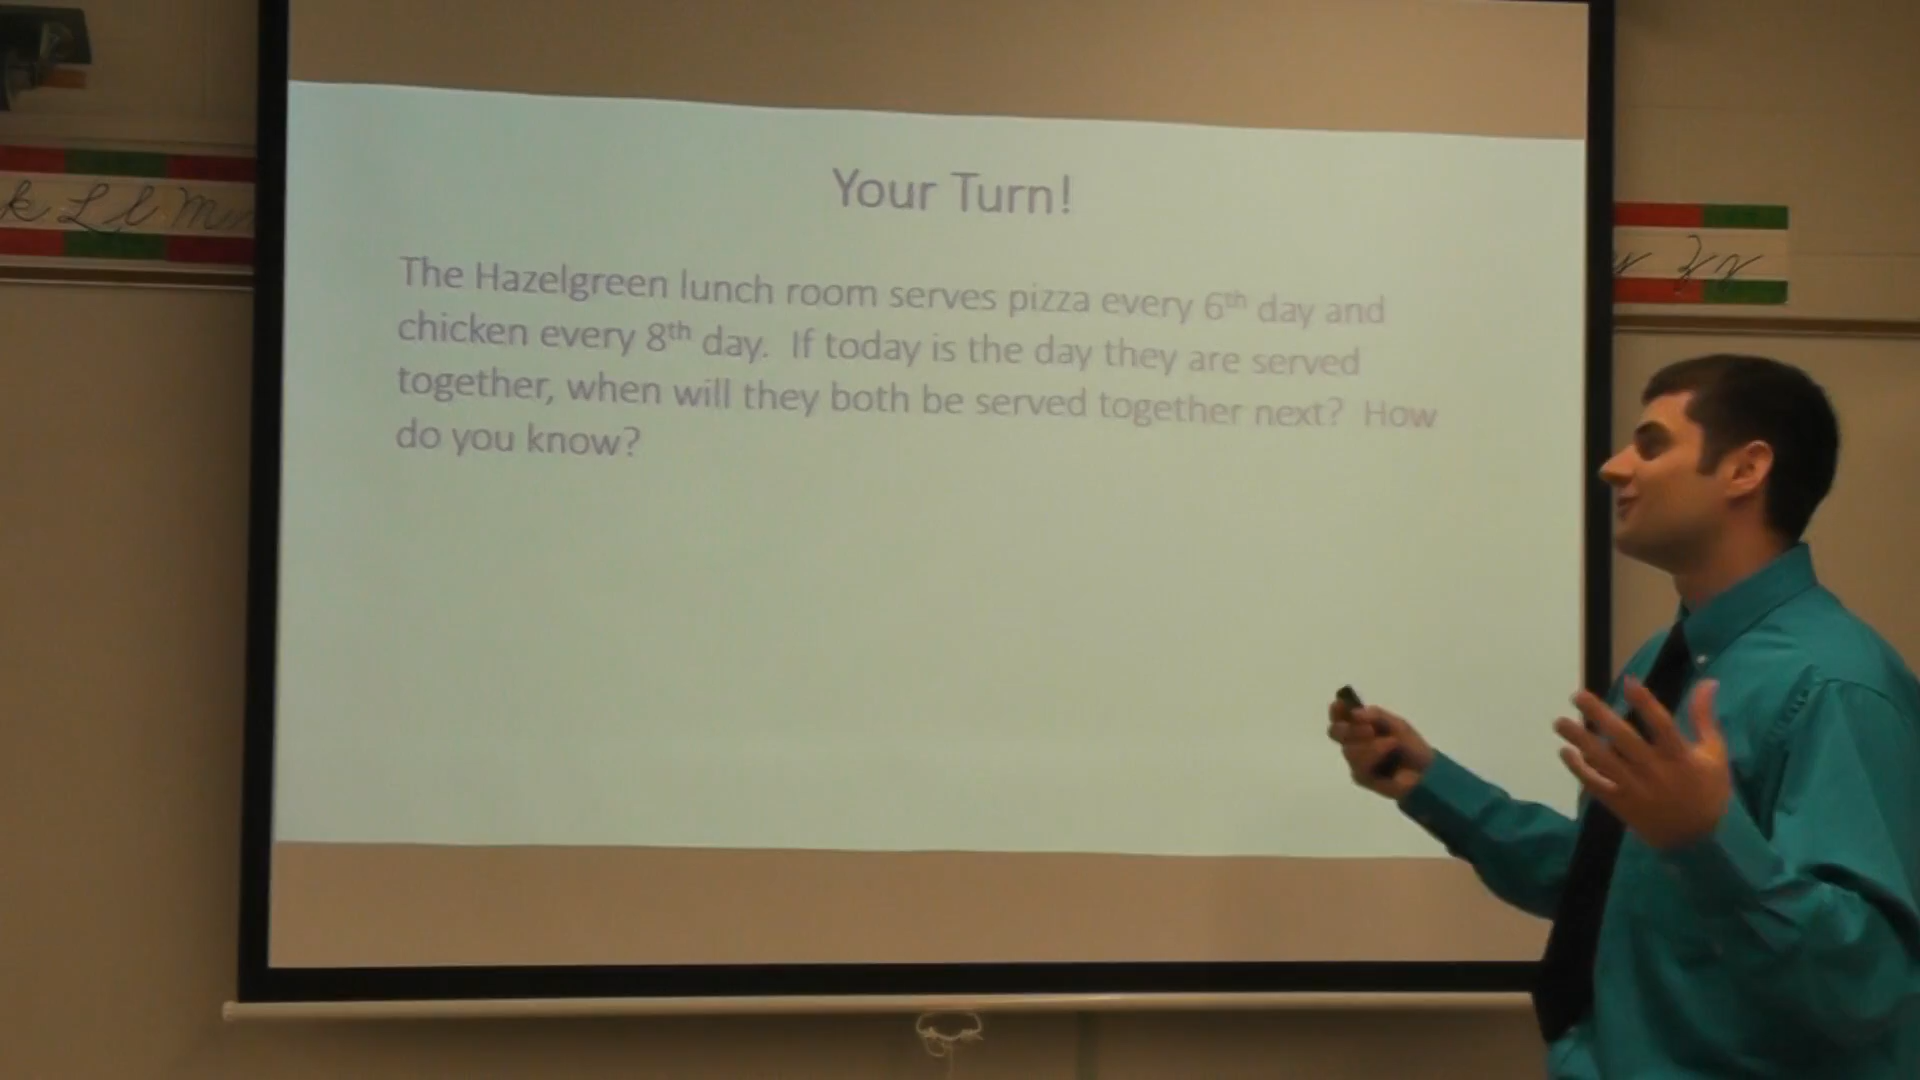 Your Turn!
The Hazelgreen lunch room serves pizza every 6th day and
chicken every 8th day. If today is the day they are served
together, when will they both be served together next? How
do you know?
k L l M m
Z z